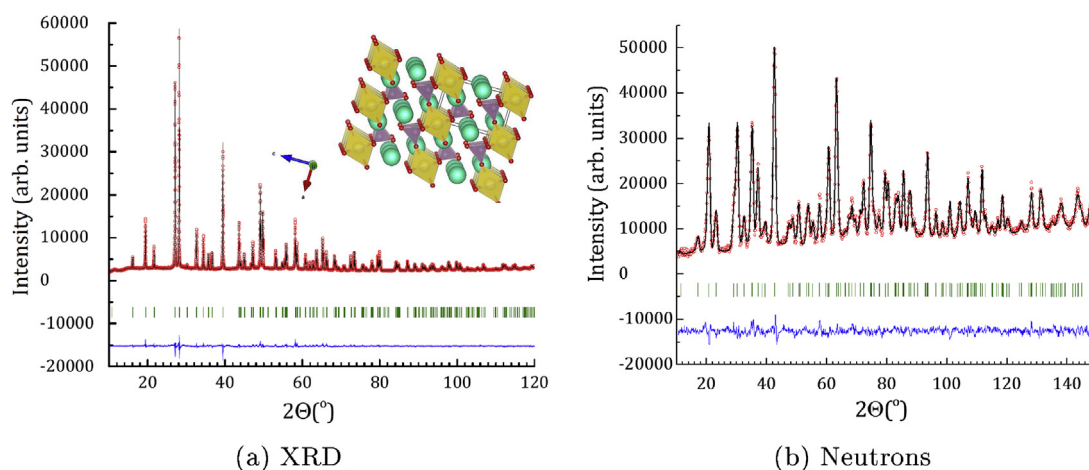 60000
50000
40000
30000
20000
10000
0
-10000
-20000
Intensity (arb. units)
20 40 60 80 100 120
2Θ(°)
c
a
(a) XRD
50000
40000
30000
20000
10000
0
-10000
-20000
Intensity (arb. units)
20 40 60 80 100 120 140
2Θ(°)
(b) Neutrons